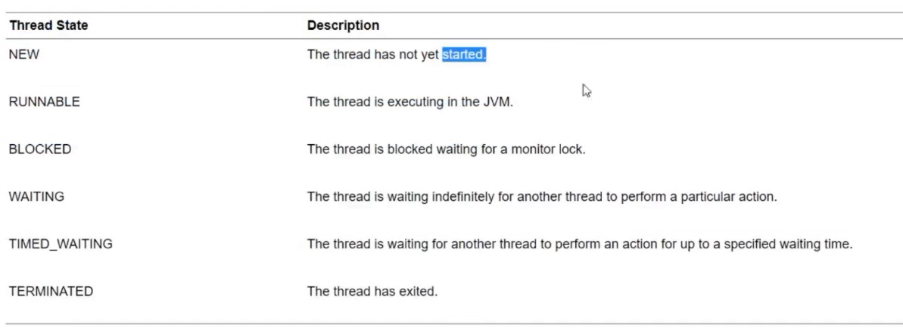 Thread State Description
NEW The thread has not yet started.
RUNNABLE The thread is executing in the JVM.
BLOCKED The thread is blocked waiting for a monitor lock.
WAITING The thread is waiting indefinitely for another thread to perform a particular action.
TIMED_WAITING The thread is waiting for another thread to perform an action for up to a specified waiting time.
TERMINATED The thread has exited.